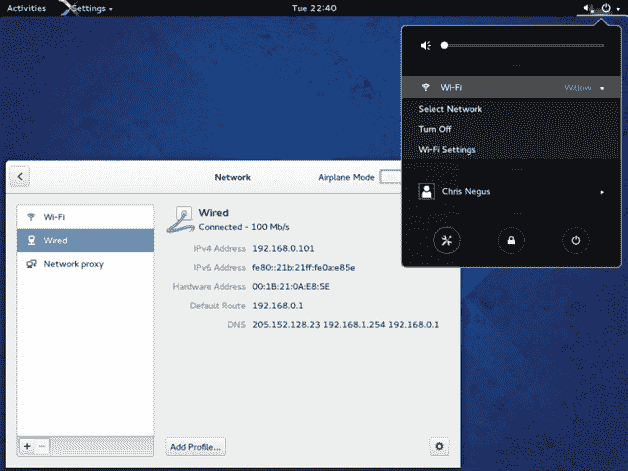 Activities Settings Tue 22:40
Wi-Fi Willow
Select Network
Turn Off
Wi-Fi Settings
Chris Negus
Network Airplane Mode
Wi-Fi
Wired
Network proxy
Wired
Connected - 100 Mb/s
IPv4 Address 192.168.0.101
IPv6 Address fe80::21b:21ff:fe0a:e85e
Hardware Address 00:1B:21:0A:E8:5E
Default Route 192.168.0.1
DNS 205.152.128.23 192.168.1.254 192.168.0.1
Add Profile...